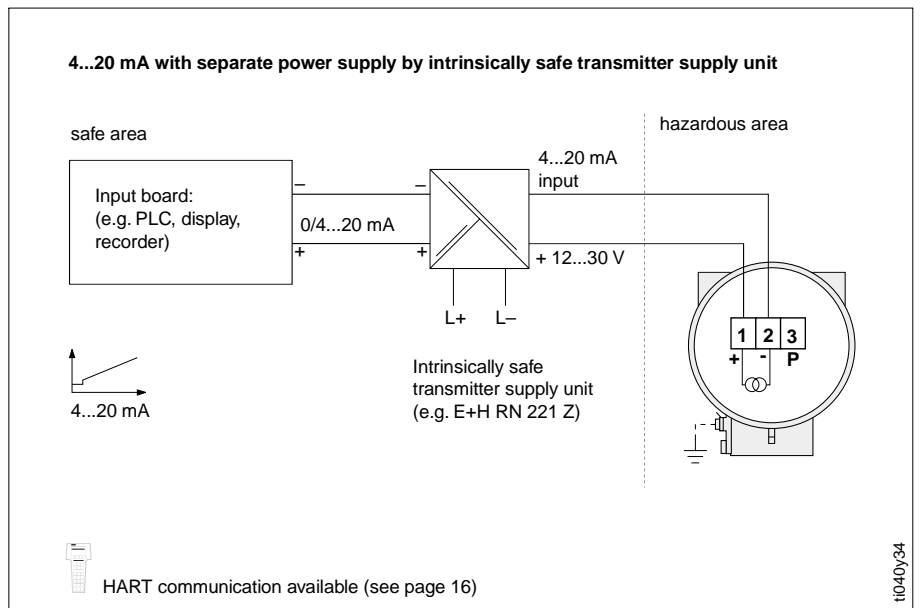 4...20 mA with separate power supply by intrinsically safe transmitter supply unit
safe area
hazardous area
Input board:
(e.g. PLC, display,
recorder)
–
–
0/4...20 mA
+
+
4...20 mA
input
+ 12...30 V
L+
L–
1
2
3
+
-
P
4...20 mA
Intrinsically safe
transmitter supply unit
(e.g. E+H RN 221 Z)
HART communication available (see page 16)
ti040y34